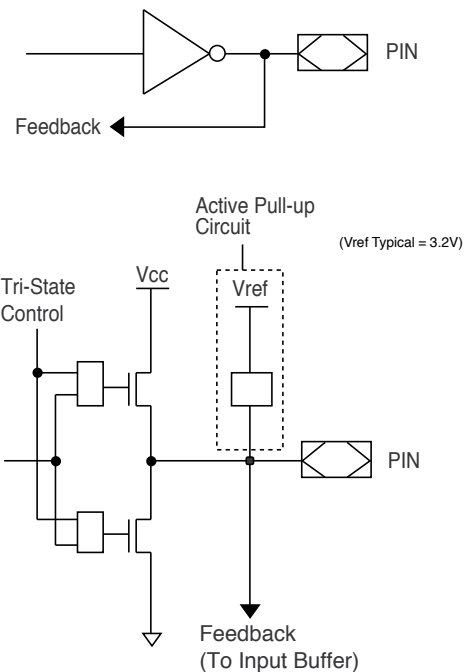 PIN
Feedback
Active Pull-up
Circuit
(Vref Typical = 3.2V)
Tri-State
Control
Vcc
Vref
PIN
Feedback
(To Input Buffer)